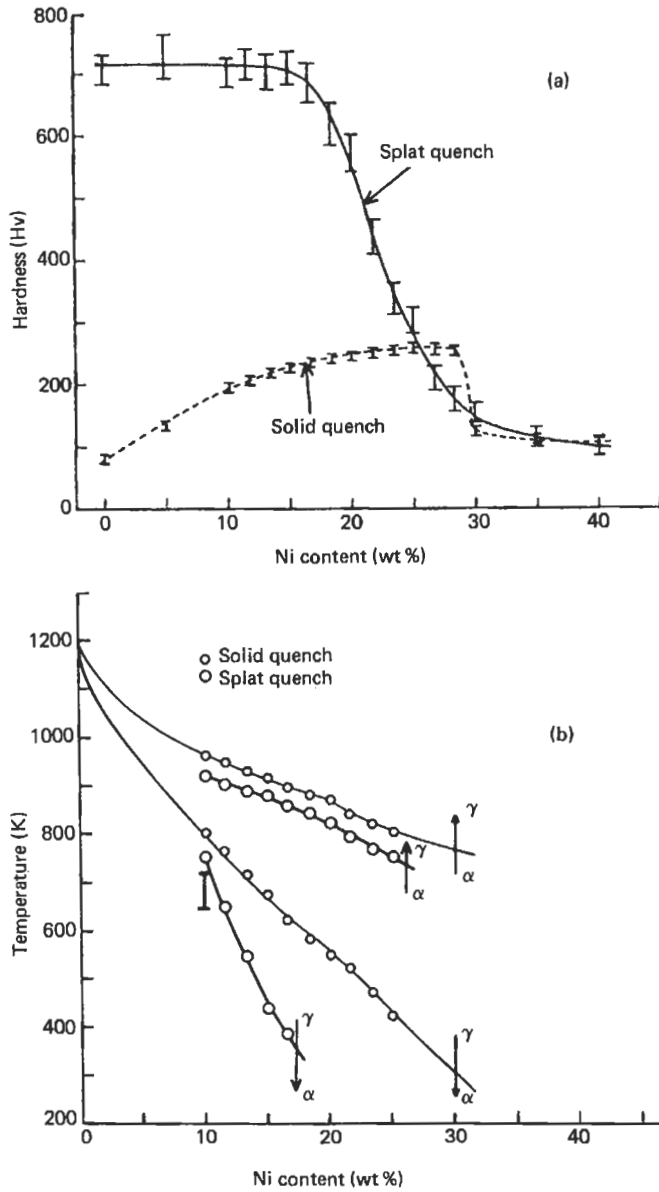 800
(a)
600
Splat quench
400
Hardness (Hv)
200
Solid quench
0
0 10 20 30 40
Ni content (wt %)
1200
Solid quench
Splat quench
(b)
1000
γ
800
γ
α
α
Temperature (K)
600
400
γ
γ
α
α
200
0 10 20 30 40
Ni content (wt %)